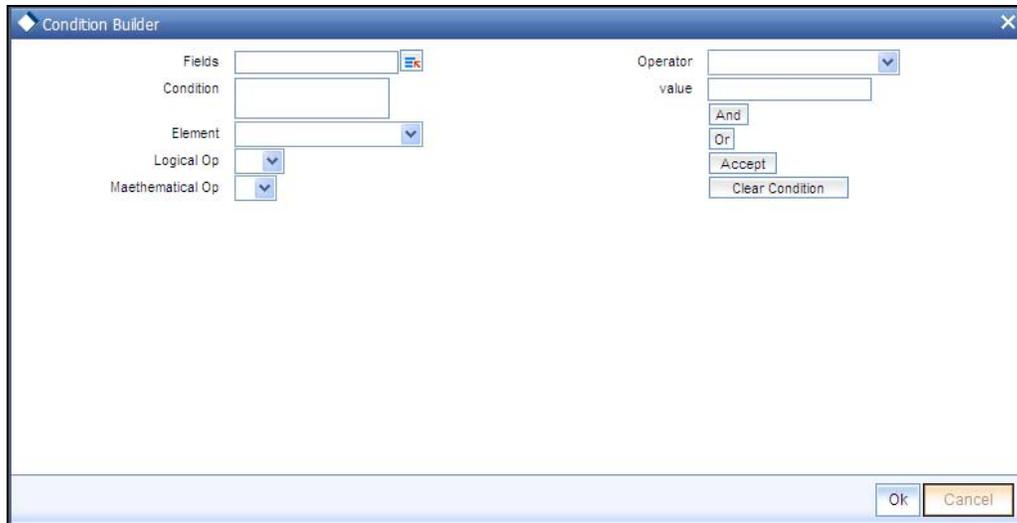 Condition Builder
Fields
Operator
Condition
value
And
Element
Or
Logical Op
Accept
Maethematical Op
Clear Condition
Ok
Cancel